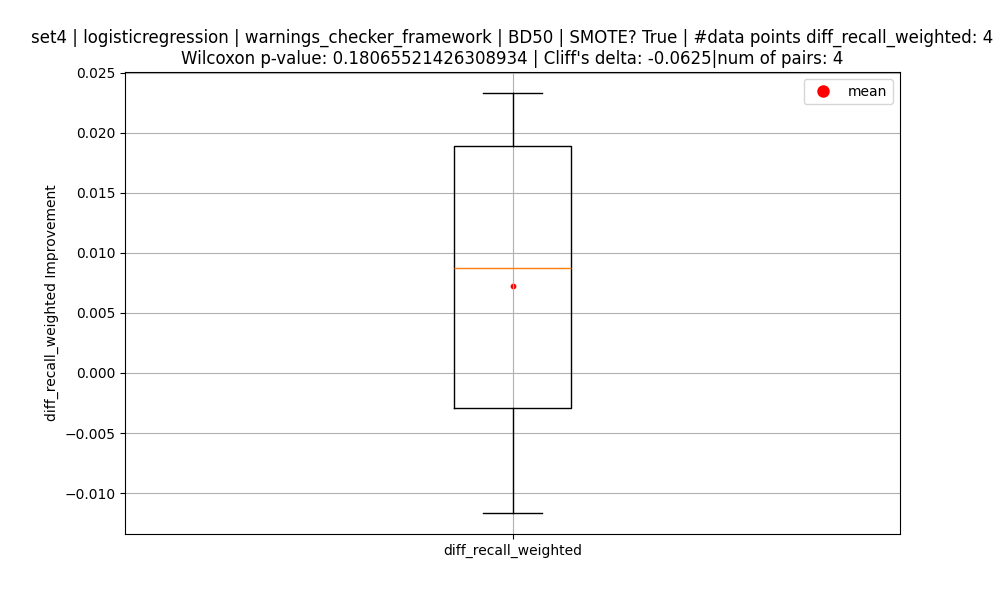 set4 | logisticregression | warnings_checker_framework | BD50 | SMOTE? True | #data points diff_recall_weighted: 4
Wilcoxon p-value: 0.18065521426308934 | Cliff's delta: -0.0625|num of pairs: 4
mean
0.025
0.020
0.015
0.010
0.005
0.000
−0.005
−0.010
diff_recall_weighted Improvement
diff_recall_weighted